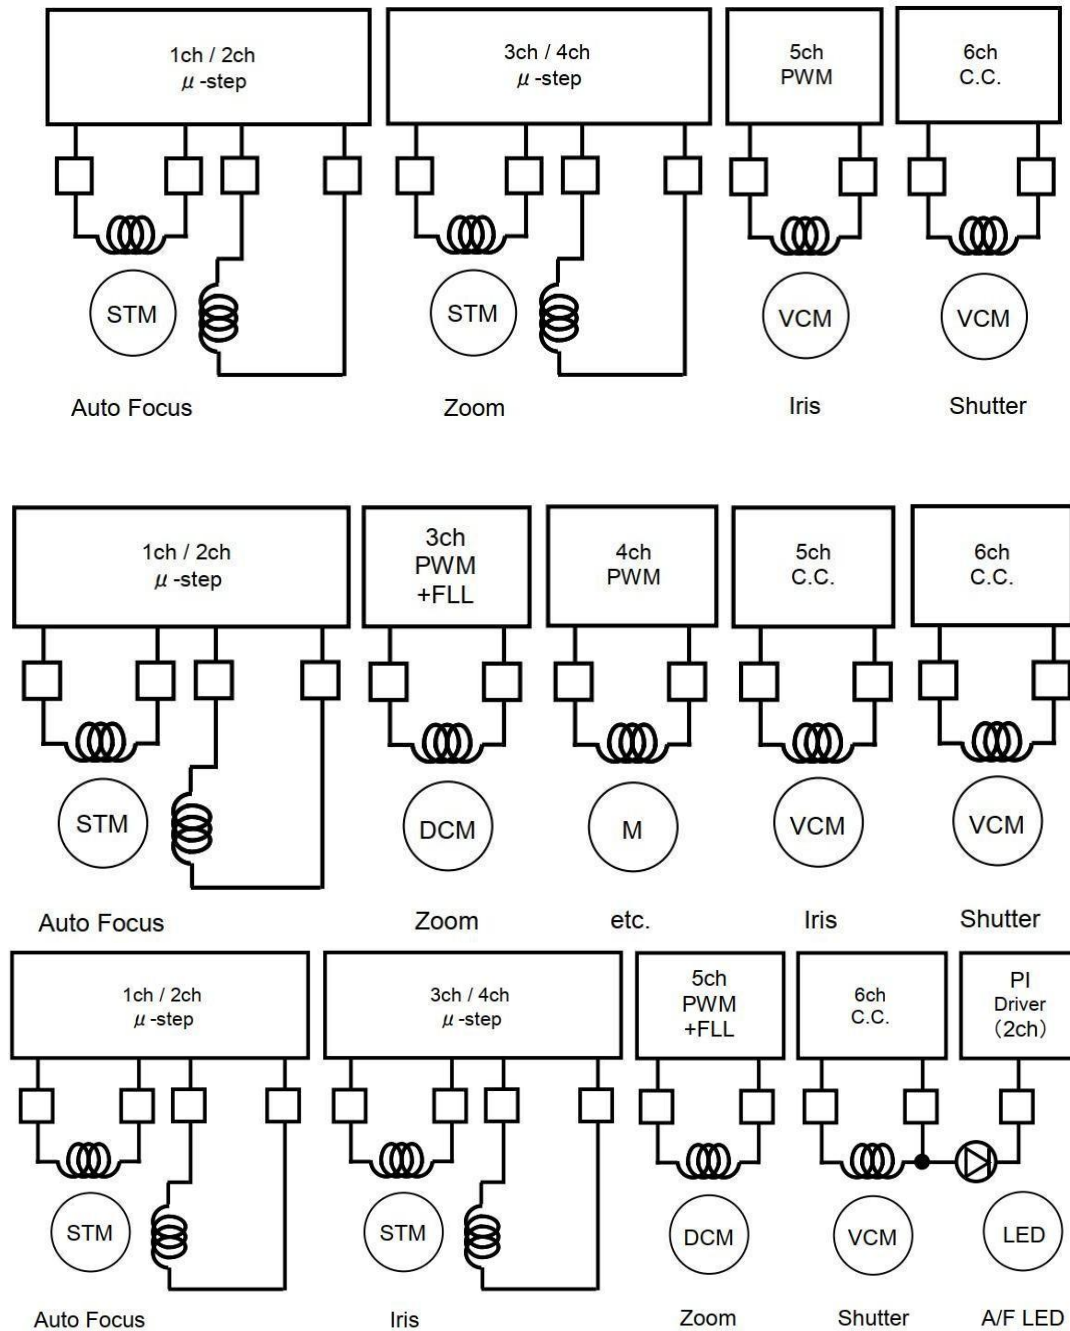 1ch / 2ch
μ-step
3ch / 4ch
μ-step
5ch
PWM
6ch
C.C.
STM
STM
VCM
VCM
Auto Focus
Zoom
Iris
Shutter
1ch / 2ch
μ-step
3ch
PWM
+FLL
4ch
PWM
5ch
C.C.
6ch
C.C.
STM
DCM
M
VCM
VCM
Auto Focus
Zoom
etc.
Iris
Shutter
1ch / 2ch
μ-step
3ch / 4ch
μ-step
5ch
PWM
+FLL
6ch
C.C.
PI
Driver
（2ch）
STM
STM
DCM
VCM
LED
Auto Focus
Iris
Zoom
Shutter
A/F LED